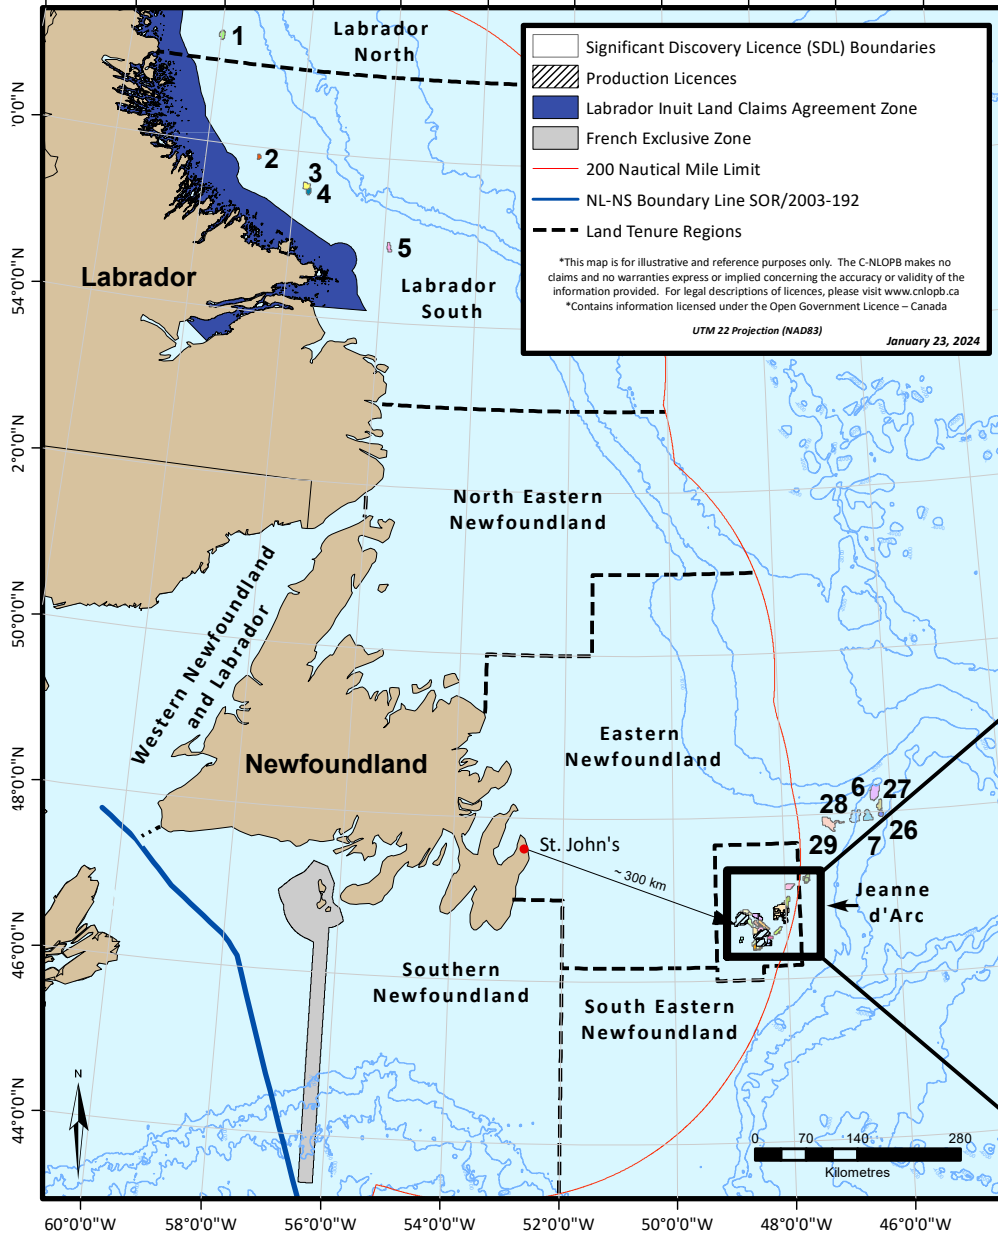 1
Labrador
North
Significant Discovery Licence (SDL) Boundaries
Production Licences
Labrador Inuit Land Claims Agreement Zone
French Exclusive Zone
200 Nautical Mile Limit
NL-NS Boundary Line SOR/2003-192
Land Tenure Regions
*This map is for illustrative and reference purposes only. The C-NLOPB makes no
claims and no warranties express or implied concerning the accuracy or validity of the
information provided. For legal descriptions of licences, please visit www.cnlopb.ca
*Contains information licensed under the Open Government Licence – Canada
UTM 22 Projection (NAD83)
January 23, 2024
2
3
4
5
Labrador
Labrador
South
North Eastern
Newfoundland
Western Newfoundland
and Labrador
Eastern
Newfoundland
Newfoundland
6
27
28
26
29
7
St. John's
~ 300 km
Jeanne
d'Arc
Southern
Newfoundland
South Eastern
Newfoundland
N
0 70 140 280
Kilometres
'0'0"N
54°0'0"N
2°0'0"N
50°0'0"N
48°0'0"N
46°0'0"N
44°0'0"N
60°0'0"W 58°0'0"W 56°0'0"W 54°0'0"W 52°0'0"W 50°0'0"W 48°0'0"W 46°0'0"W